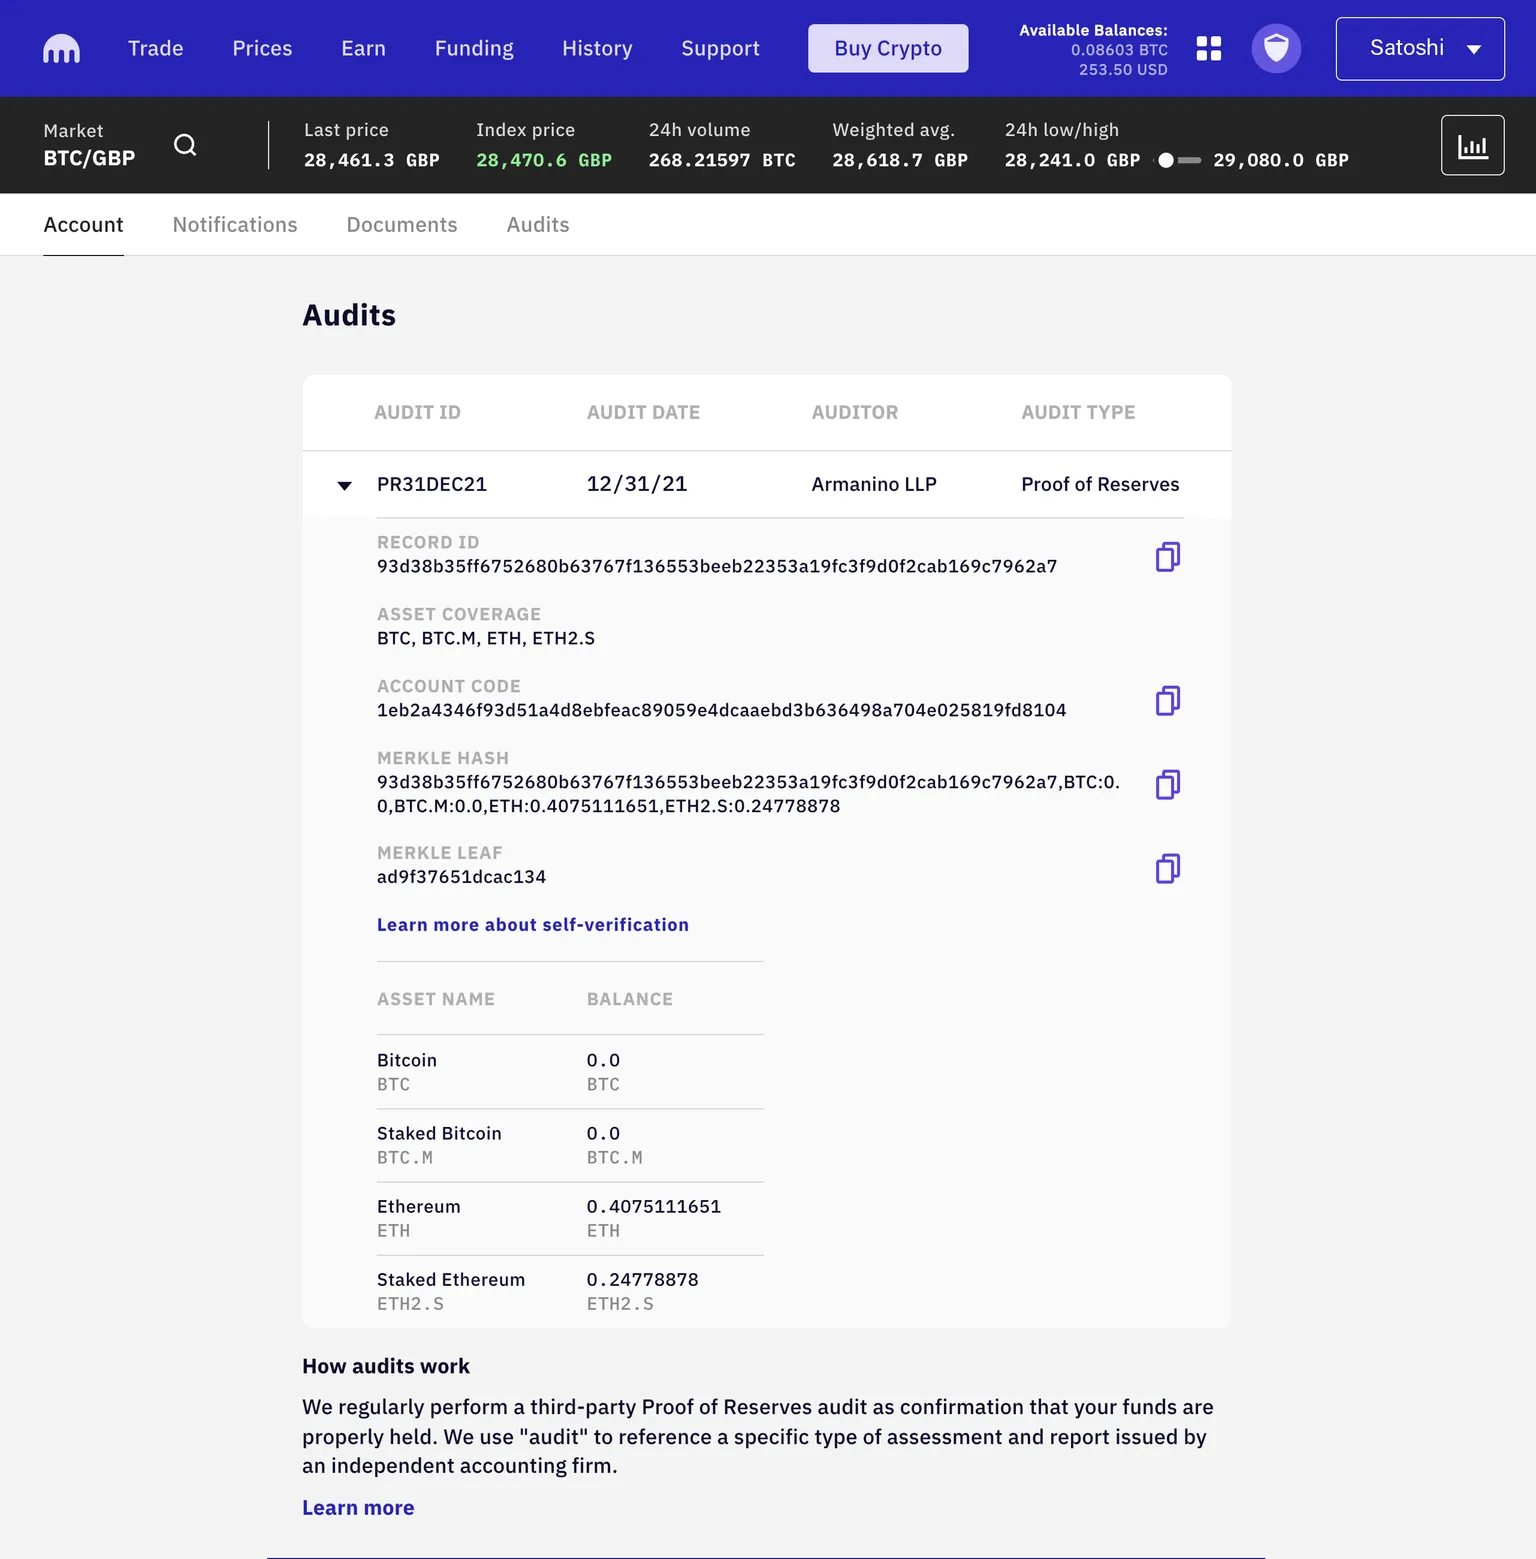 Trade Prices Earn Funding History Support Buy Crypto
Available Balances:
0.08603 BTC
253.50 USD
Satoshi
Market
BTC/GBP
Last price
28,461.3 GBP
Index price
28,470.6 GBP
24h volume
268.21597 BTC
Weighted avg.
28,618.7 GBP
24h low/high
28,241.0 GBP 29,080.0 GBP
Account Notifications Documents Audits
Audits
AUDIT ID AUDIT DATE AUDITOR AUDIT TYPE
PR31DEC21 12/31/21 Armanino LLP Proof of Reserves
RECORD ID
93d38b35ff6752680b63767f136553beeb22353a19fc3f9d0f2cab169c7962a7
ASSET COVERAGE
BTC, BTC.M, ETH, ETH2.S
ACCOUNT CODE
1eb2a4346f93d51a4d8ebfeac89059e4dcaaebd3b636498a704e025819fd8104
MERKLE HASH
93d38b35ff6752680b63767f136553beeb22353a19fc3f9d0f2cab169c7962a7,BTC:0.
0,BTC.M:0.0,ETH:0.4075111651,ETH2.S:0.24778878
MERKLE LEAF
ad9f37651dcac134
Learn more about self-verification
ASSET NAME BALANCE
Bitcoin 0.0
BTC BTC
Staked Bitcoin 0.0
BTC.M BTC.M
Ethereum 0.4075111651
ETH ETH
Staked Ethereum 0.24778878
ETH2.S ETH2.S
How audits work
We regularly perform a third-party Proof of Reserves audit as confirmation that your funds are
properly held. We use "audit" to reference a specific type of assessment and report issued by
an independent accounting firm.
Learn more